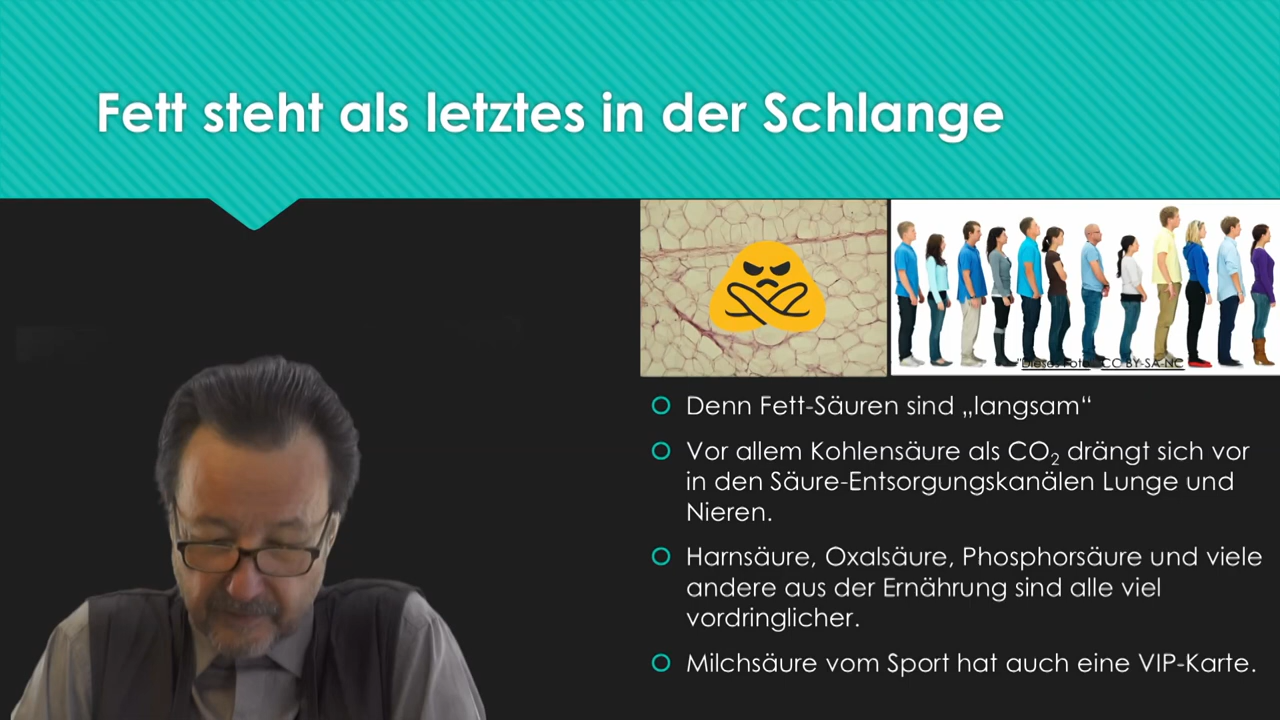 Fett steht als letztes in der Schlange
"Dieses Foto" CC BY-SA-NC
Denn Fett-Säuren sind „langsam“
Vor allem Kohlensäure als CO₂ drängt sich vor
in den Säure-Entsorgungskanälen Lunge und
Nieren.
Harnsäure, Oxalsäure, Phosphorsäure und viele
andere aus der Ernährung sind alle viel
vordringlicher.
Milchsäure vom Sport hat auch eine VIP-Karte.